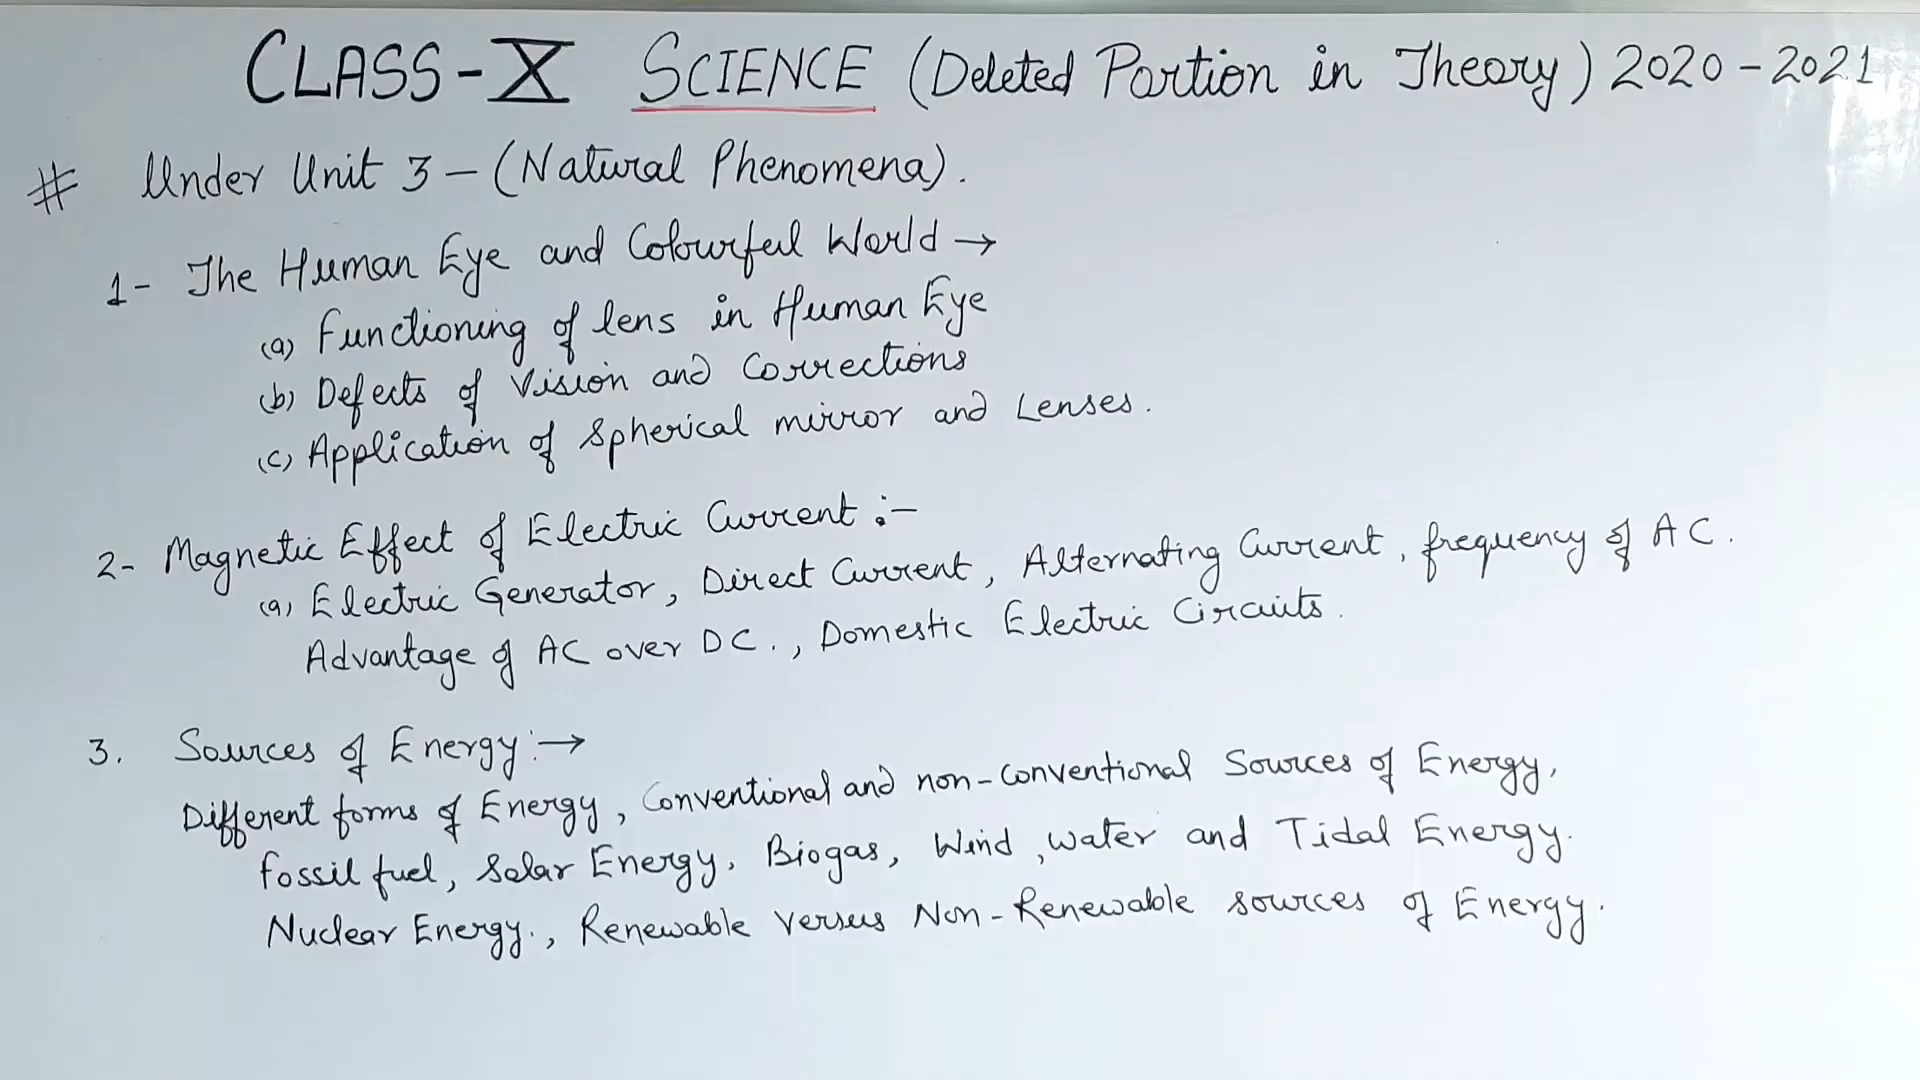 CLASS-X SCIENCE (Deleted Portion in Theory) 2020-2021
# Under Unit 3 - (Natural Phenomena).
1- The Human Eye and Colourful World →
(a) Functioning of lens in Human Eye
(b) Defects of Vision and Corrections
(c) Application of Spherical mirror and Lenses.
2- Magnetic Effect of Electric Current :-
(a) Electric Generator, Direct Current, Alternating Current, frequency of AC.
Advantage of AC over DC., Domestic Electric Circuits.
3. Sources of Energy:→
Different forms of Energy, Conventional and non-Conventional Sources of Energy,
fossil fuel, Solar Energy, Biogas, Wind, water and Tidal Energy.
Nuclear Energy., Renewable Versus Non-Renewable sources of Energy.